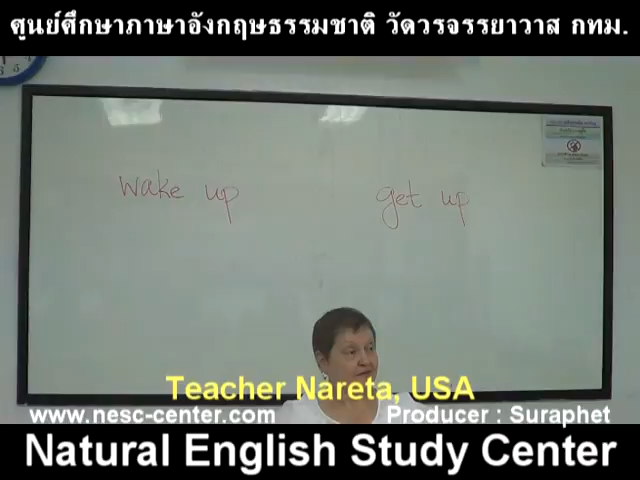 ศูนย์ศึกษาภาษาอังกฤษธรรมชาติ วัดวรจรรยาวาส กทม.
wake up
get up
Teacher Nareta, USA
www.nesc-center.com
Producer : Suraphet
Natural English Study Center